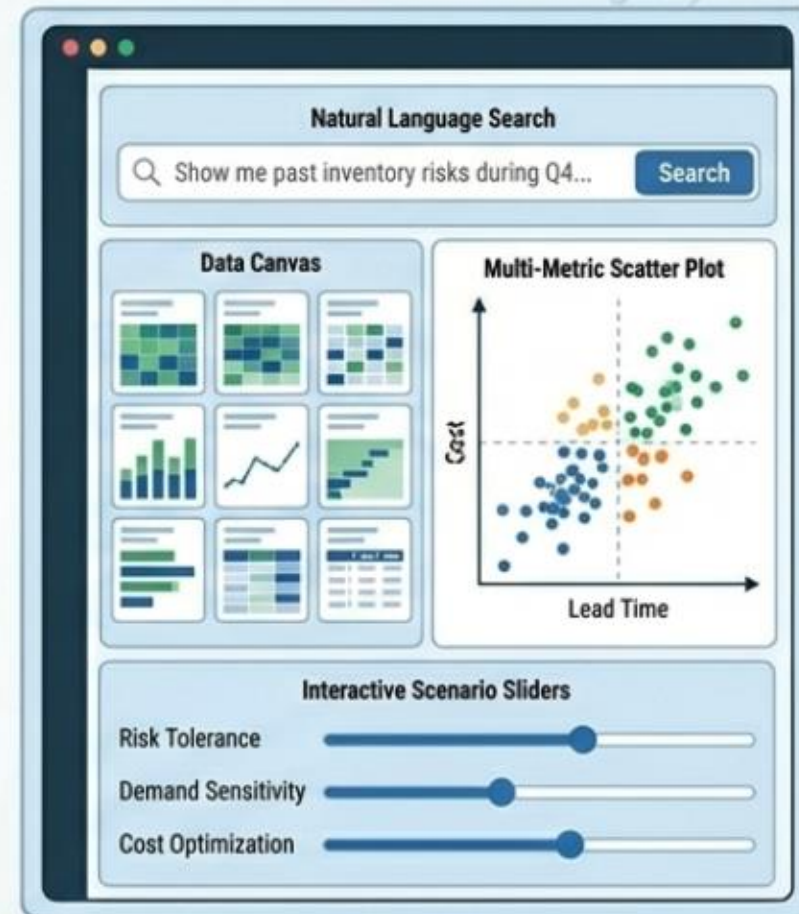 Natural Language Search
Show me past inventory risks during Q4...
Search
Data Canvas
Multi-Metric Scatter Plot
Cost
Lead Time
Interactive Scenario Sliders
Risk Tolerance
Demand Sensitivity
Cost Optimization